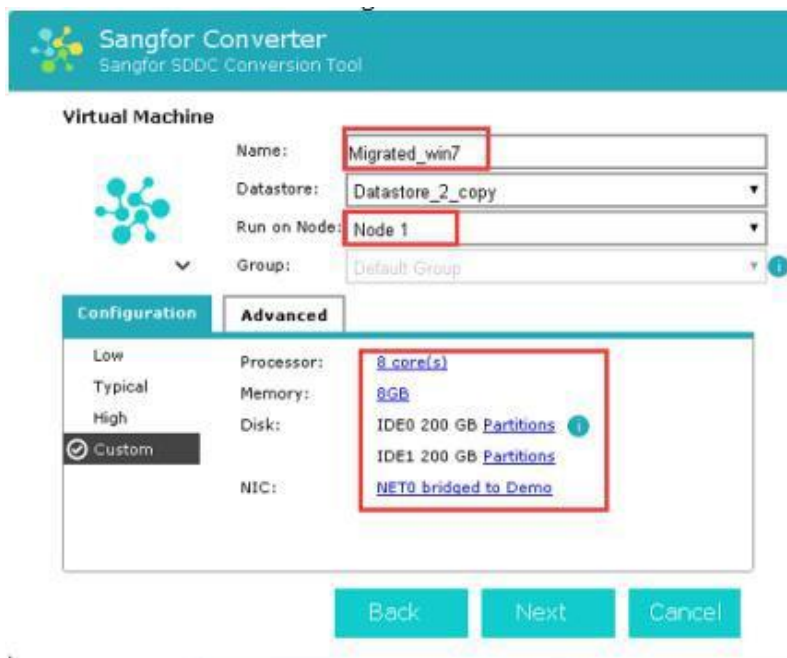 Sangfor Converter
Sangfor SDDC Conversion Tool
Virtual Machine
Name: Migrated_win7
Datastore: Datastore_2_copy
Run on Node: Node 1
Group: Default Group
Configuration Advanced
Low
Typical
High
Custom
Processor: 8 core(s)
Memory: 8GB
Disk: IDE0 200 GB Partitions
IDE1 200 GB Partitions
NIC: NET0 bridged to Demo
Back Next Cancel